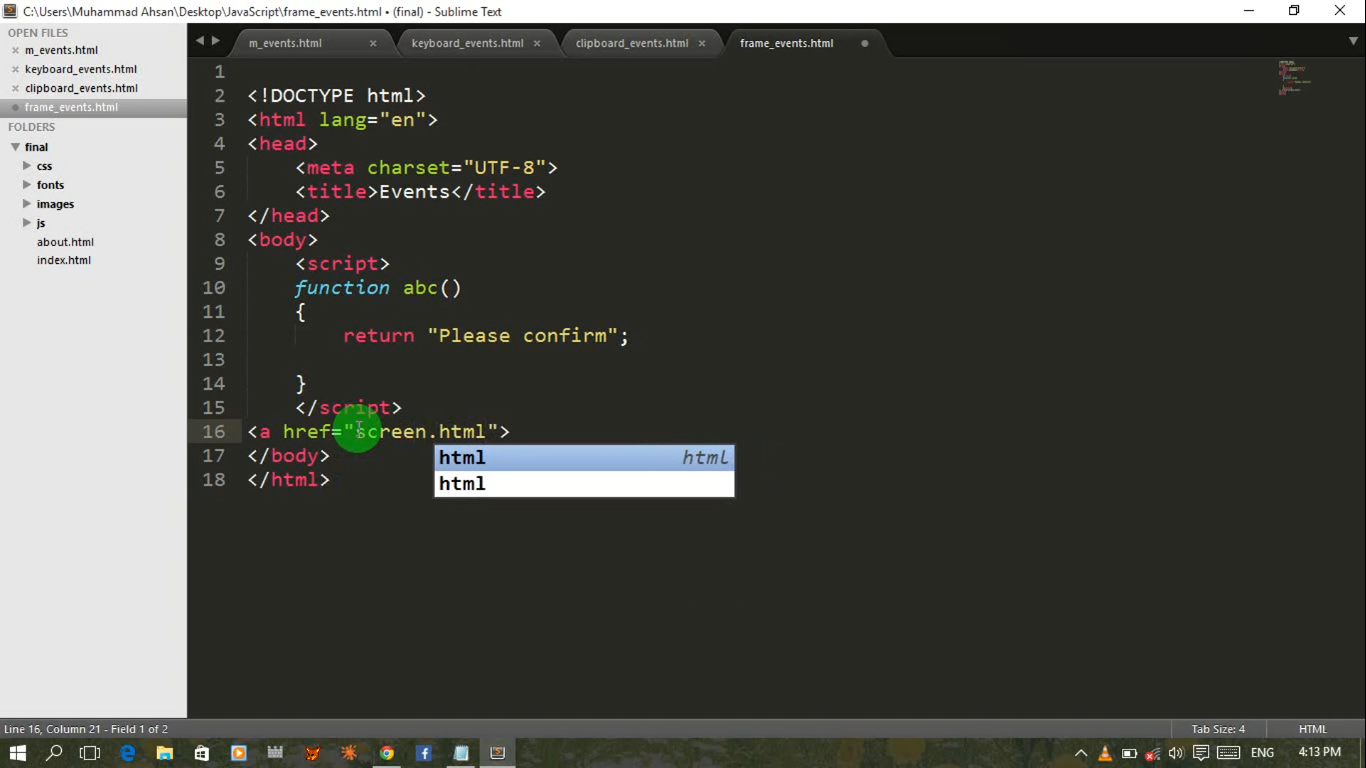 C:\Users\Muhammad Ahsan\Desktop\JavaScript\frame_events.html • (final) - Sublime Text
OPEN FILES
m_events.html
keyboard_events.html
clipboard_events.html
frame_events.html
FOLDERS
final
css
fonts
images
js
about.html
index.html
m_events.html keyboard_events.html clipboard_events.html frame_events.html
1
2 <!DOCTYPE html>
3 <html lang="en">
4 <head>
5 <meta charset="UTF-8">
6 <title>Events</title>
7 </head>
8 <body>
9 <script>
10 function abc()
11 {
12 return "Please confirm";
13
14 }
15 </script>
16 <a href="screen.html">
17 </body>
18 </html>
html html
html
Line 16, Column 21 - Field 1 of 2
Tab Size: 4
HTML
ENG
4:13 PM